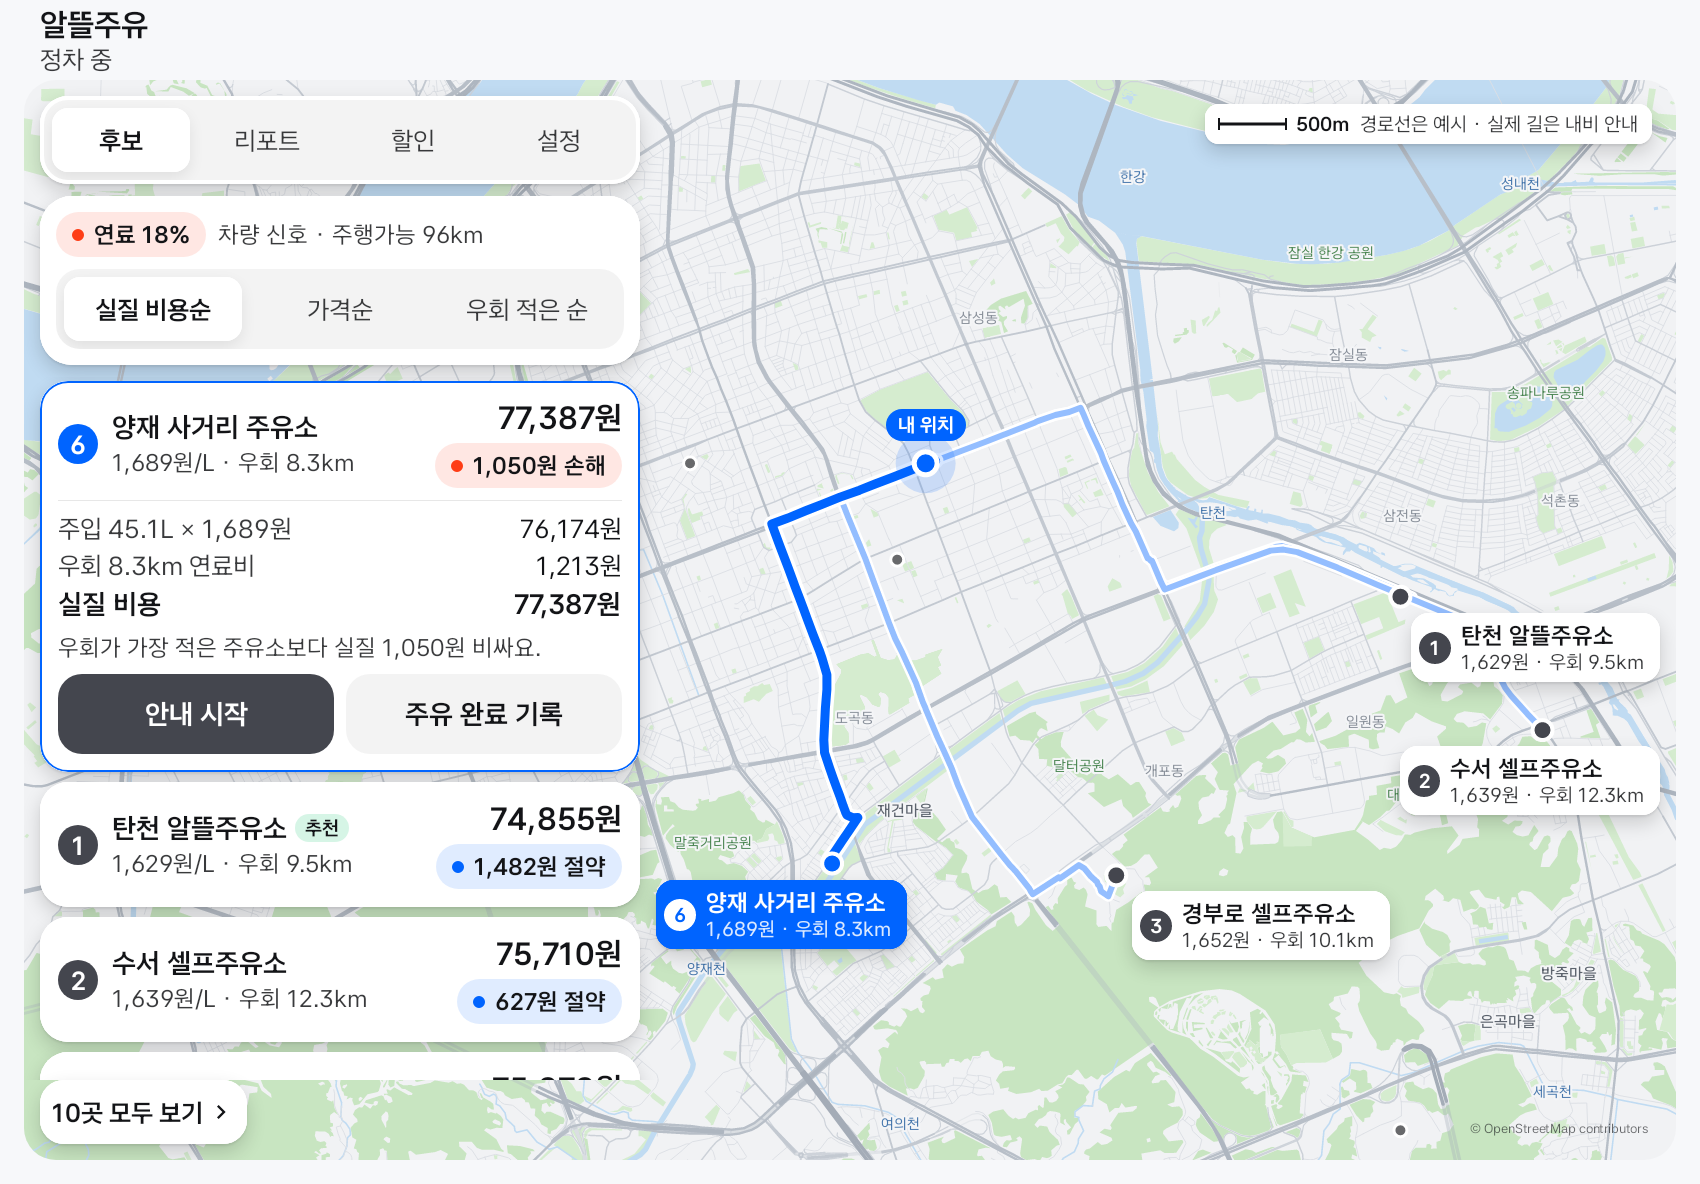 알뜰주유
정차 중
후보
리포트
할인
설정
연료 18%
차량 신호 · 주행가능 96km
실질 비용순
가격순
우회 적은 순
6
양재 사거리 주유소
77,387원
1,689원/L · 우회 8.3km
1,050원 손해
주입 45.1L × 1,689원
76,174원
우회 8.3km 연료비
1,213원
실질 비용
77,387원
우회가 가장 적은 주유소보다 실질 1,050원 비싸요.
안내 시작
주유 완료 기록
1
탄천 알뜰주유소
추천
74,855원
1,629원/L · 우회 9.5km
1,482원 절약
2
수서 셀프주유소
75,710원
1,639원/L · 우회 12.3km
627원 절약
10곳 모두 보기
500m
경로선은 예시 · 실제 길은 내비 안내
한강
성내천
잠실 한강 공원
삼성동
잠실동
송파나루공원
내 위치
석촌동
탄천
삼전동
1
탄천 알뜰주유소
1,629원 · 우회 9.5km
도곡동
일원동
달터공원
개포동
2
수서 셀프주유소
1,639원 · 우회 12.3km
대
재건마을
말죽거리공원
6
양재 사거리 주유소
1,689원 · 우회 8.3km
3
경부로 셀프주유소
1,652원 · 우회 10.1km
양재천
방죽마을
은곡마을
세곡천
여의천
© OpenStreetMap contributors